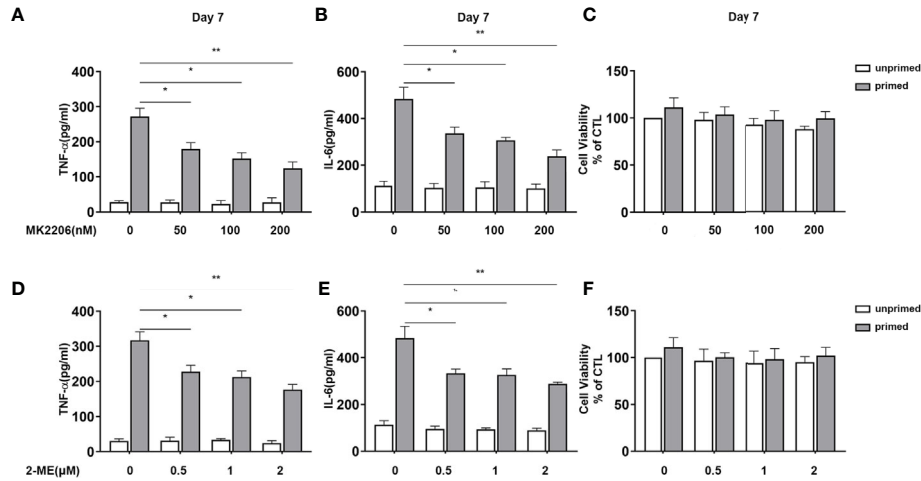 A
Day 7
**
*
*
TNF-α(pg/ml)
400
300
200
100
0
MK2206(nM)
0 50 100 200
B
Day 7
**
*
*
IL-6(pg/ml)
600
400
200
0
0 50 100 200
C
Day 7
Cell Viability
% of CTL
150
100
50
0
0 50 100 200
unprimed
primed
D
**
*
*
TNF-α(pg/ml)
400
300
200
100
0
2-ME(μM)
0 0.5 1 2
E
**
*
IL-6(pg/ml)
600
400
200
0
0 0.5 1 2
F
Cell Viability
% of CTL
150
100
50
0
0 0.5 1 2
unprimed
primed